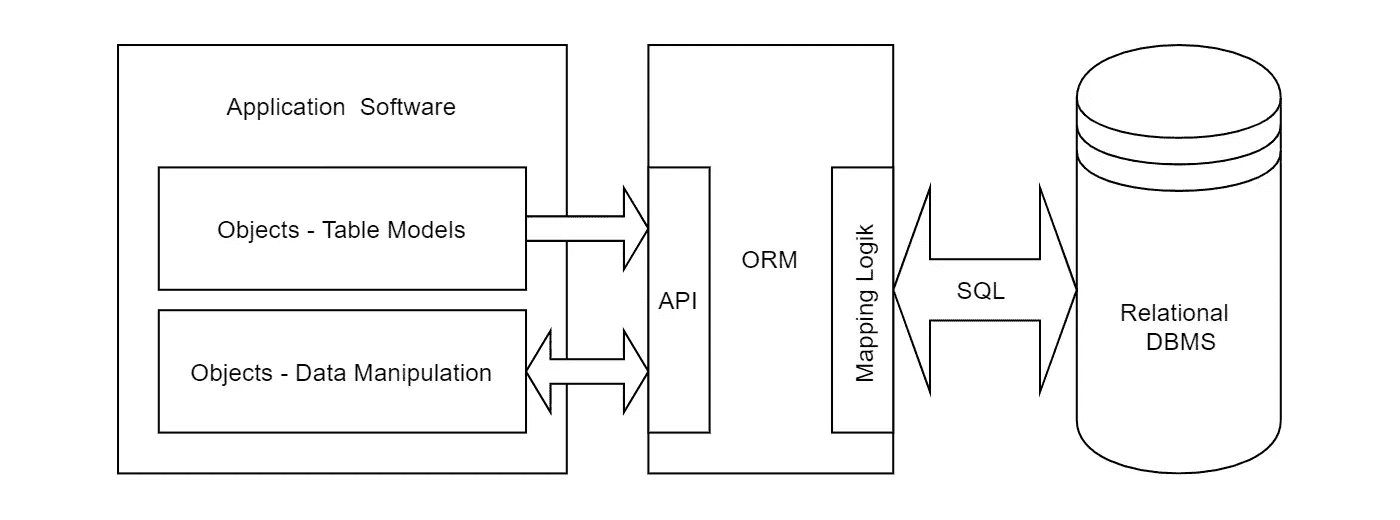 Application Software
Objects - Table Models
Objects - Data Manipulation
API
ORM
Mapping Logik
SQL
Relational
DBMS